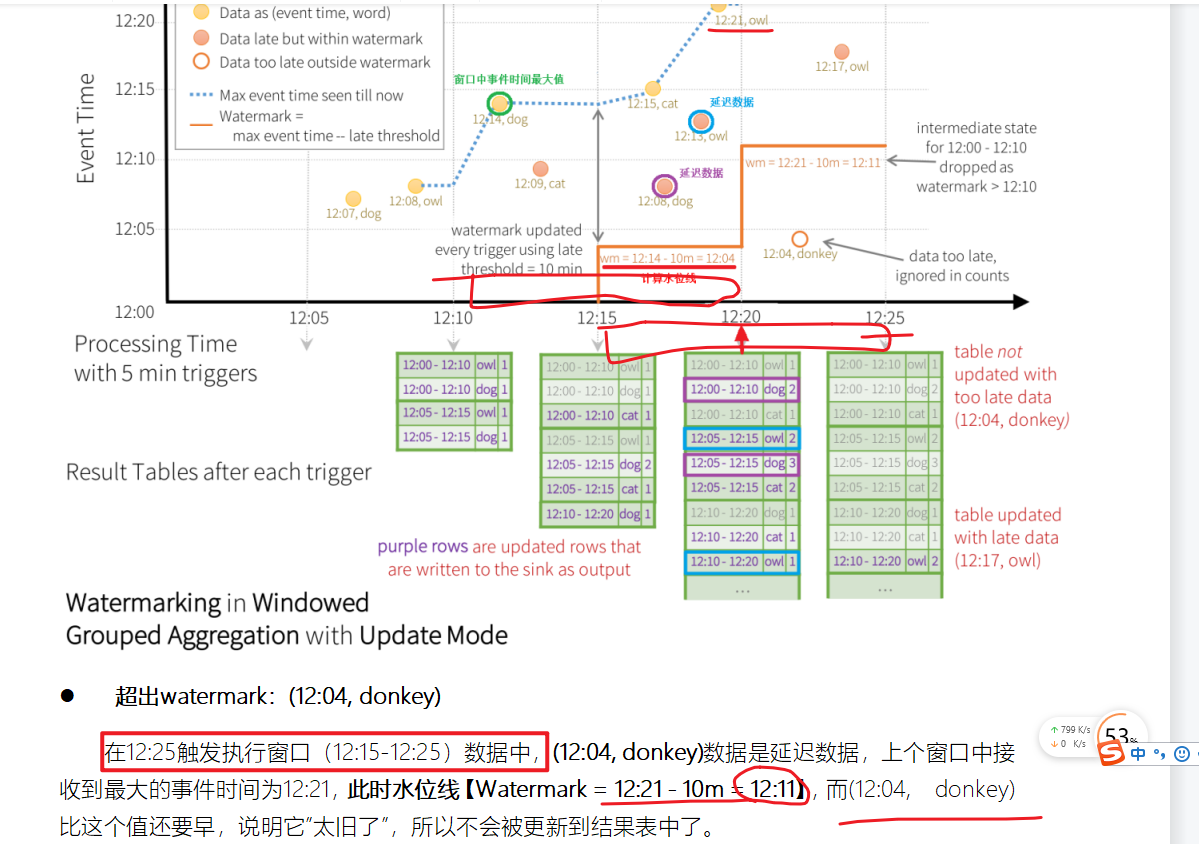 12:20
Data as (event time, word)
Data late but within watermark
Data too late outside watermark
Max event time seen till now
Watermark =
max event time -- late threshold
12:21, owl
12:17, owl
窗口中事件时间最大值
12:15
12:14, dog
12:15, cat
延迟数据
12:13, owl
Event Time
12:10
12:09, cat
延迟数据
12:08, dog
wm = 12:21 - 10m = 12:11
intermediate state
for 12:00 - 12:10
dropped as
watermark > 12:10
12:07, dog
12:08, owl
12:05
watermark updated
every trigger using late
threshold = 10 min
wm = 12:14 - 10m = 12:04
计算水位线
12:04, donkey
data too late,
ignored in counts
12:00
12:05
12:10
12:15
12:20
12:25
Processing Time
with 5 min triggers
12:00 - 12:10 owl 1
12:00 - 12:10 dog 1
12:05 - 12:15 owl 1
12:05 - 12:15 dog 1
12:00 - 12:10 owl 1
12:00 - 12:10 dog 1
12:00 - 12:10 cat 1
12:05 - 12:15 owl 1
12:05 - 12:15 dog 2
12:05 - 12:15 cat 1
12:10 - 12:20 dog 1
12:00 - 12:10 owl 1
12:00 - 12:10 dog 2
12:00 - 12:10 cat 1
12:05 - 12:15 owl 2
12:05 - 12:15 dog 3
12:05 - 12:15 cat 2
12:10 - 12:20 dog 1
12:10 - 12:20 cat 1
12:10 - 12:20 owl 1
...
12:00 - 12:10 owl 1
12:00 - 12:10 dog 2
12:00 - 12:10 cat 1
12:05 - 12:15 owl 2
12:05 - 12:15 dog 3
12:05 - 12:15 cat 2
12:10 - 12:20 dog 1
12:10 - 12:20 cat 1
12:10 - 12:20 owl 2
...
table not
updated with
too late data
(12:04, donkey)
Result Tables after each trigger
table updated
with late data
(12:17, owl)
purple rows are updated rows that
are written to the sink as output
Watermarking in Windowed
Grouped Aggregation with Update Mode
● 超出watermark：(12:04, donkey)
在12:25触发执行窗口（12:15-12:25）数据中，(12:04, donkey)数据是延迟数据，上个窗口中接
收到最大的事件时间为12:21，此时水位线【Watermark = 12:21 - 10m = 12:11】，而(12:04, donkey)
比这个值还要早，说明它"太旧了"，所以不会被更新到结果表中了。
↑ 799 K/s
↓ 0 K/s
53%
S 中